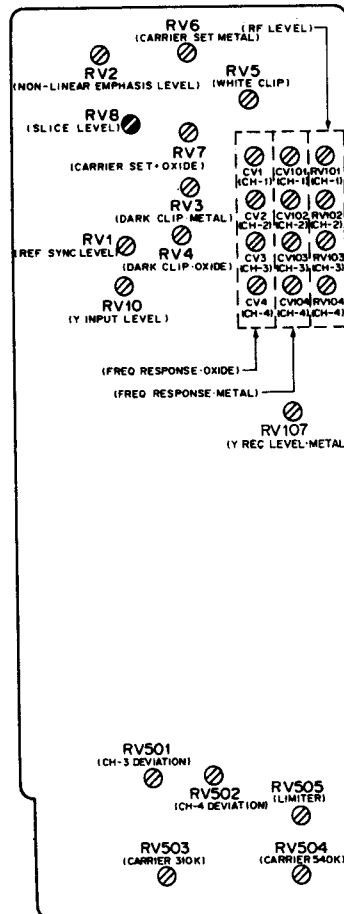 RV6
(CARRIER SET METAL)
(RF LEVEL)
RV2
(NON-LINEAR EMPHASIS LEVEL)
RV5
(WHITE CLIP)
RV8
(SLICE LEVEL)
RV7
(CARRIER SET•OXIDE)
CV1 CV101 RV101
(CH-1) (CH-1) (CH-1)
RV3
(DARK CLIP•METAL)
CV2 CV102 RV102
(CH-2) (CH-2) (CH-2)
RV1
(REF SYNC LEVEL)
RV4
(DARK CLIP•OXIDE)
CV3 CV103 RV103
(CH-3) (CH-3) (CH-3)
RV10
(Y INPUT LEVEL)
CV4 CV104 RV104
(CH-4) (CH-4) (CH-4)
(FREQ RESPONSE•OXIDE)
(FREQ RESPONSE•METAL)
RV107
(Y REC LEVEL•METAL
RV501
(CH-3 DEVIATION)
RV502
(CH-4 DEVIATION)
RV505
(LIMITER)
RV503
(CARRIER 310K)
RV504
(CARRIER 540K)